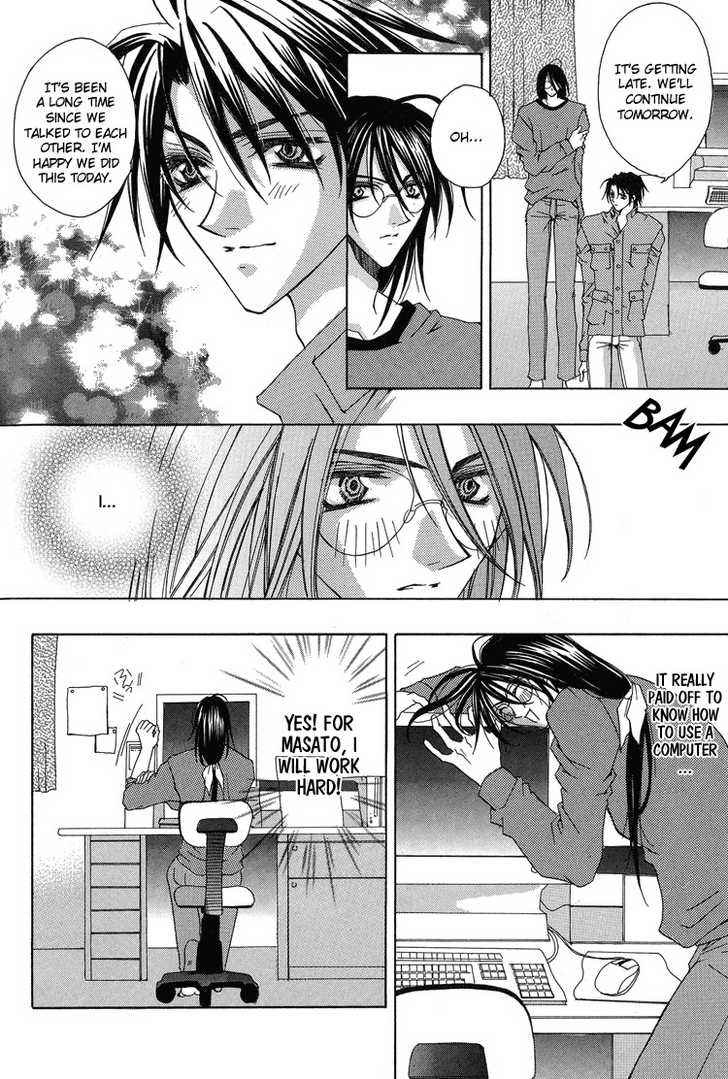 IT'S GETTING
LATE. WE'LL
CONTINUE
TOMORROW.
OH...
IT'S BEEN
A LONG TIME
SINCE WE
TALKED TO EACH
OTHER. I'M
HAPPY WE DID
THIS TODAY.
BAM
I...
IT REALLY
PAID OFF TO
KNOW HOW
TO USE A
COMPUTER
...
YES! FOR
MASATO, I
WILL WORK
HARD!